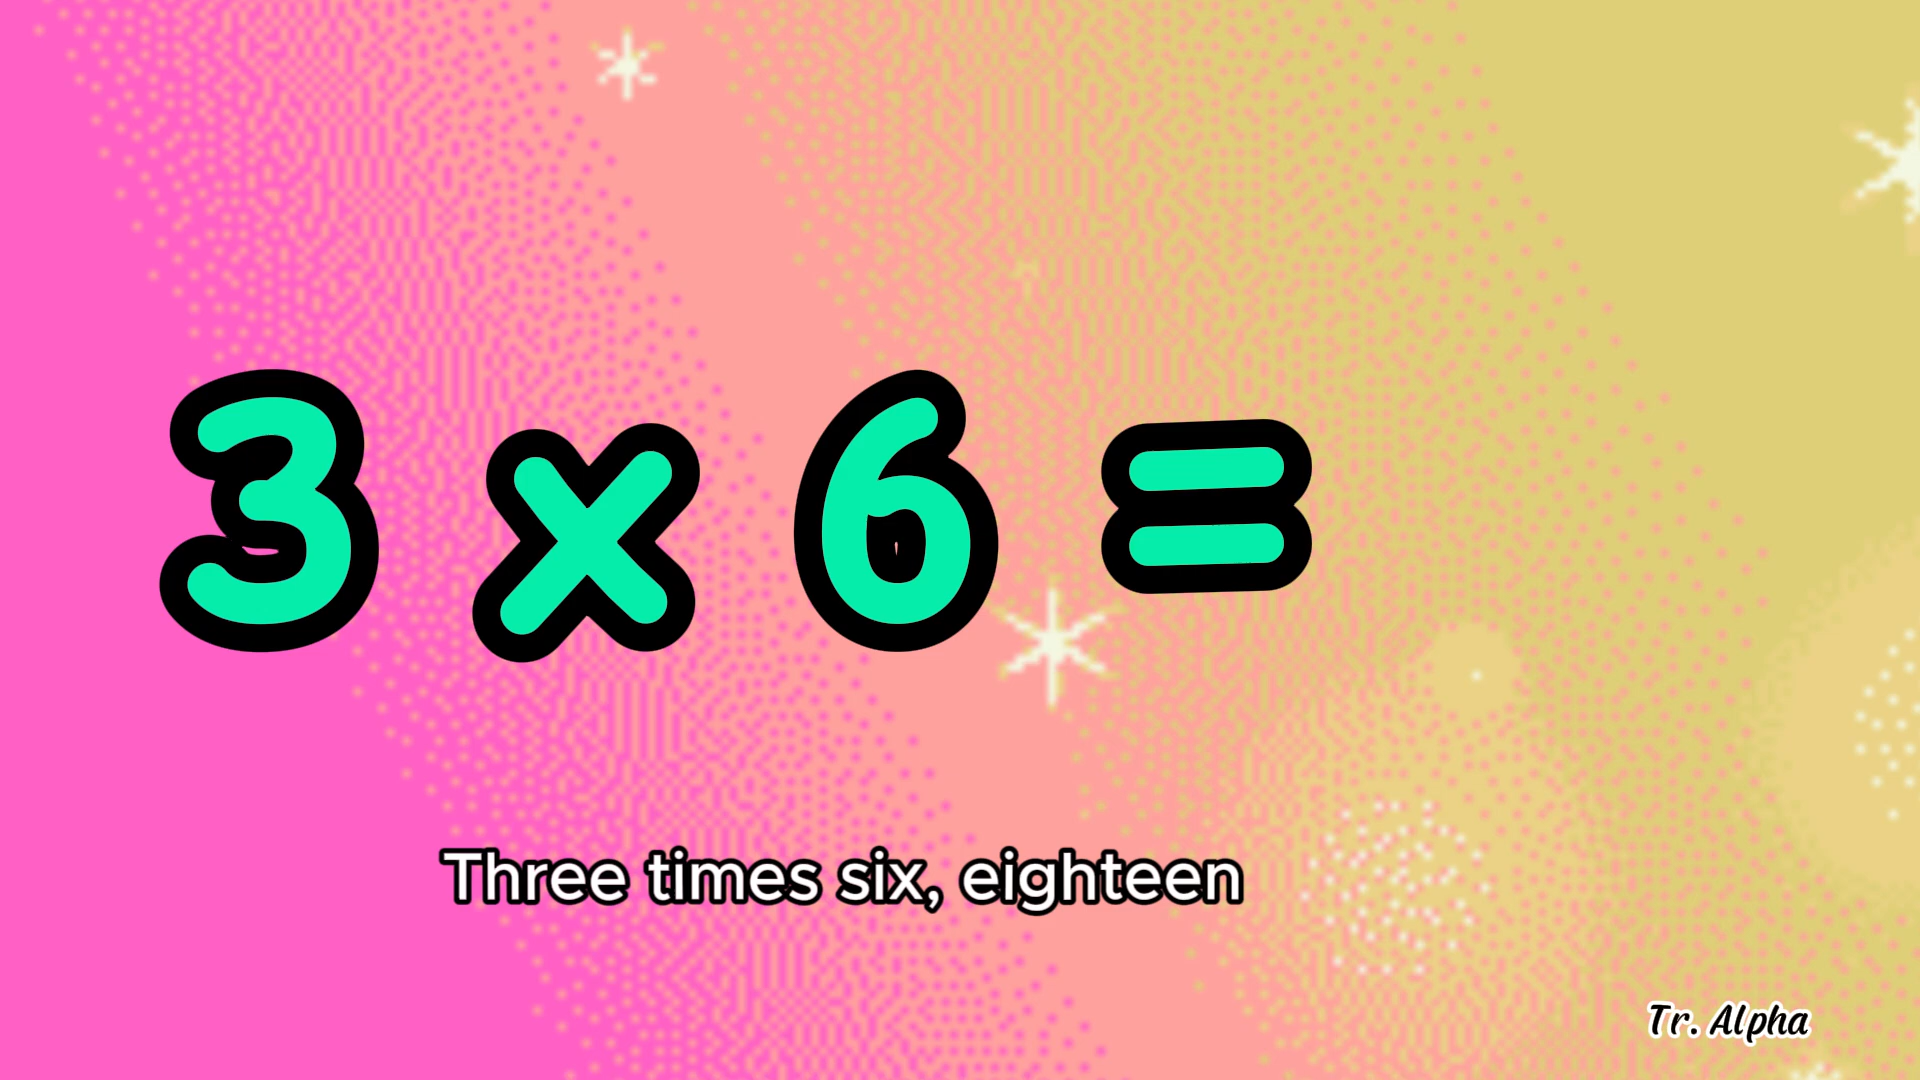 3 x 6 =
Three times six, eighteen
Tr. Alpha